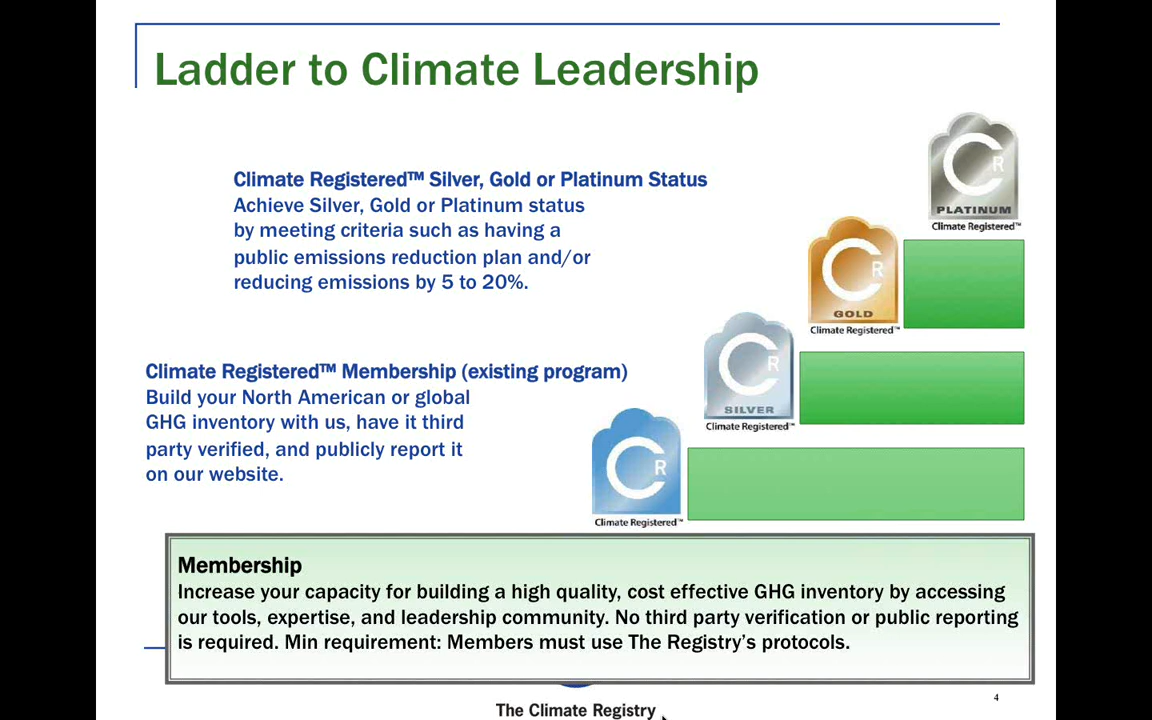 Ladder to Climate Leadership
Climate Registered™ Silver, Gold or Platinum Status
Achieve Silver, Gold or Platinum status
by meeting criteria such as having a
public emissions reduction plan and/or
reducing emissions by 5 to 20%.
CR
PLATINUM
Climate Registered™
CR
GOLD
Climate Registered™
CR
SILVER
Climate Registered™
Climate Registered™ Membership (existing program)
Build your North American or global
GHG inventory with us, have it third
party verified, and publicly report it
on our website.
CR
Climate Registered™
Membership
Increase your capacity for building a high quality, cost effective GHG inventory by accessing
our tools, expertise, and leadership community. No third party verification or public reporting
is required. Min requirement: Members must use The Registry’s protocols.
4
The Climate Registry